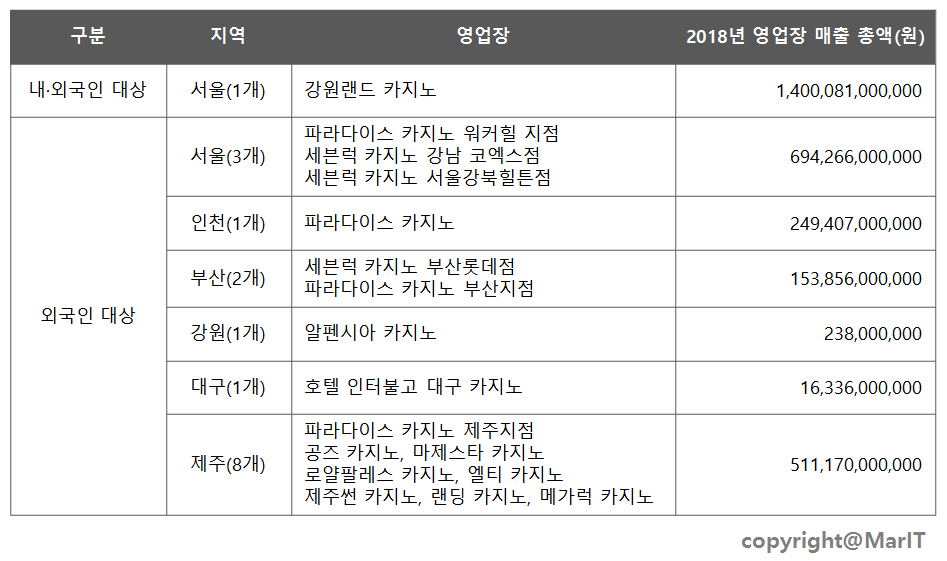 구분 지역 영업장 2018년 영업장 매출 총액(원)
내·외국인 대상 서울(1개) 강원랜드 카지노 1,400,081,000,000
외국인 대상
서울(3개)
파라다이스 카지노 워커힐 지점
세븐럭 카지노 강남 코엑스점
세븐럭 카지노 서울강북힐튼점
694,266,000,000
인천(1개) 파라다이스 카지노 249,407,000,000
부산(2개)
세븐럭 카지노 부산롯데점
파라다이스 카지노 부산지점
153,856,000,000
강원(1개) 알펜시아 카지노 238,000,000
대구(1개) 호텔 인터불고 대구 카지노 16,336,000,000
제주(8개)
파라다이스 카지노 제주지점
공즈 카지노, 마제스타 카지노
로얄팔레스 카지노, 엘티 카지노
제주썬 카지노, 랜딩 카지노, 메가럭 카지노
511,170,000,000
copyright@MarIT